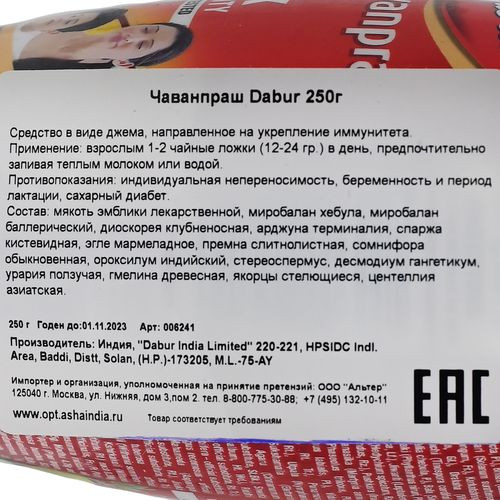 Чаванпраш Dabur 250г
Средство в виде джема, направленное на укрепление иммунитета.
Применение: взрослым 1-2 чайные ложки (12-24 гр.) в день, предпочтительно
запивая теплым молоком или водой.
Противопоказания: индивидуальная непереносимость, беременность и период
лактации, сахарный диабет.
Состав: мякоть эмблики лекарственной, миробалан хебула, миробалан
баллерический, диоскорея клубненосная, арджуна терминалия, спаржа
кистевидная, эгле мармеладное, премна слитнолистная, сомнифора
обыкновенная, ороксилум индийский, стереоспермус, десмодиум гангетикум,
урария ползучая, гмелина древесная, якорцы стелющиеся, центеллия
азиатская.
250 г Годен до:01.11.2023 Арт: 006241
Производитель: Индия, "Dabur India Limited" 220-221, HPSIDC Indl.
Area, Baddi, Distt, Solan, (H.P.)-173205, M.L.-75-AY
Импортер и организация, уполномоченная на принятие претензий: ООО "Альтер"
125040 г. Москва, ул. Нижняя, дом 3,пом 2. тел. 8-800-775-30-88; +7 (495) 132-10-11
www.opt.ashaindia.ru Товар соответствует требованиям
EAC